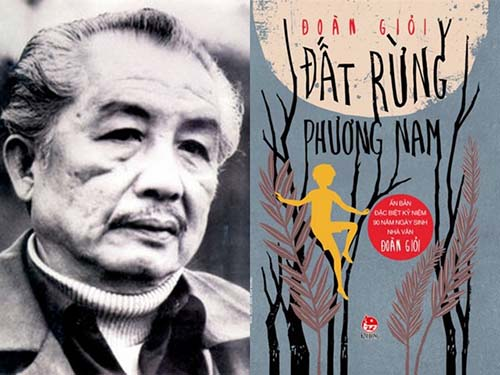 ĐOÀN GIỎI
ĐẤT RỪNG
PHƯƠNG NAM
ẤN BẢN
ĐẶC BIỆT KỶ NIỆM
90 NĂM NGÀY SINH
NHÀ VĂN
ĐOÀN GIỎI